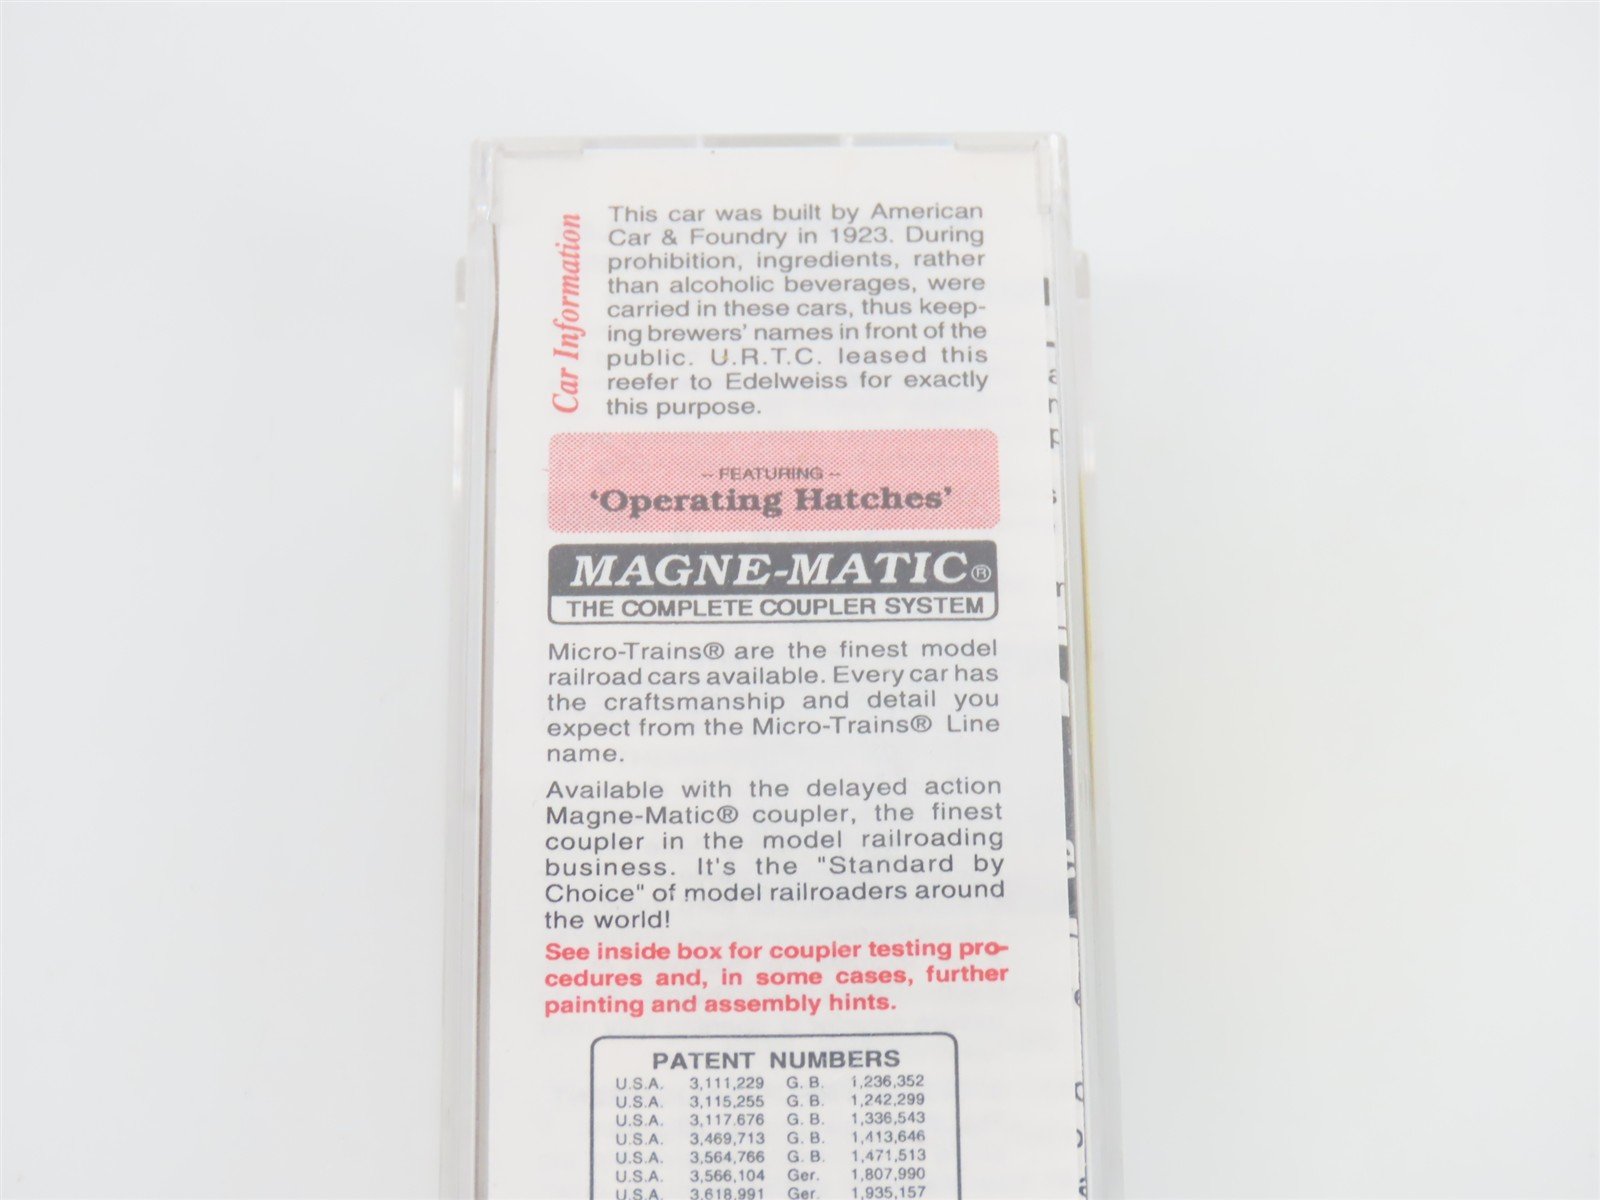 Car Information
This car was built by American
Car & Foundry in 1923. During
prohibition, ingredients, rather
than alcoholic beverages, were
carried in these cars, thus keep-
ing brewers' names in front of the
public. U.R.T.C. leased this
reefer to Edelweiss for exactly
this purpose.
– FEATURING –
'Operating Hatches'
MAGNE-MATIC®
THE COMPLETE COUPLER SYSTEM
Micro-Trains® are the finest model
railroad cars available. Every car has
the craftsmanship and detail you
expect from the Micro-Trains® Line
name.
Available with the delayed action
Magne-Matic® coupler, the finest
coupler in the model railroading
business. It's the "Standard by
Choice" of model railroaders around
the world!
See inside box for coupler testing pro-
cedures and, in some cases, further
painting and assembly hints.
PATENT NUMBERS
U.S.A. 3,111,229 G. B. 1,236,352
U.S.A. 3,115,255 G. B. 1,242,299
U.S.A. 3,117.676 G. B. 1,336,543
U.S.A. 3,469,713 G. B. 1,413,646
U.S.A. 3,564,766 G. B. 1,471,513
U.S.A. 3,566,104 Ger. 1,807,990
U.S.A. 3,618,991 Ger. 1,935,157